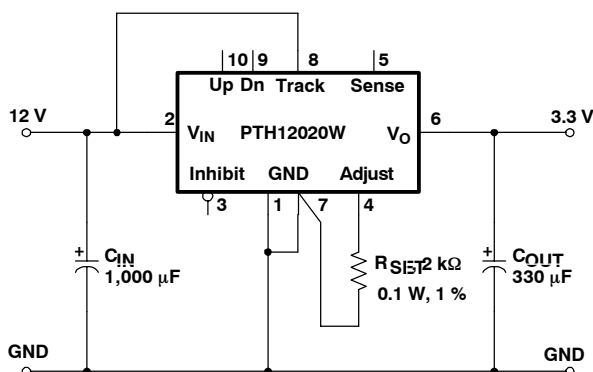 10 9 8 5
Up Dn Track Sense
12 V 2 VIN PTH12020W VO 6 3.3 V
Inhibit GND Adjust
3 1 7 4
+ CIN
1,000 μF
RSET 2 kΩ
0.1 W, 1 %
+ COUT
330 μF
GND GND